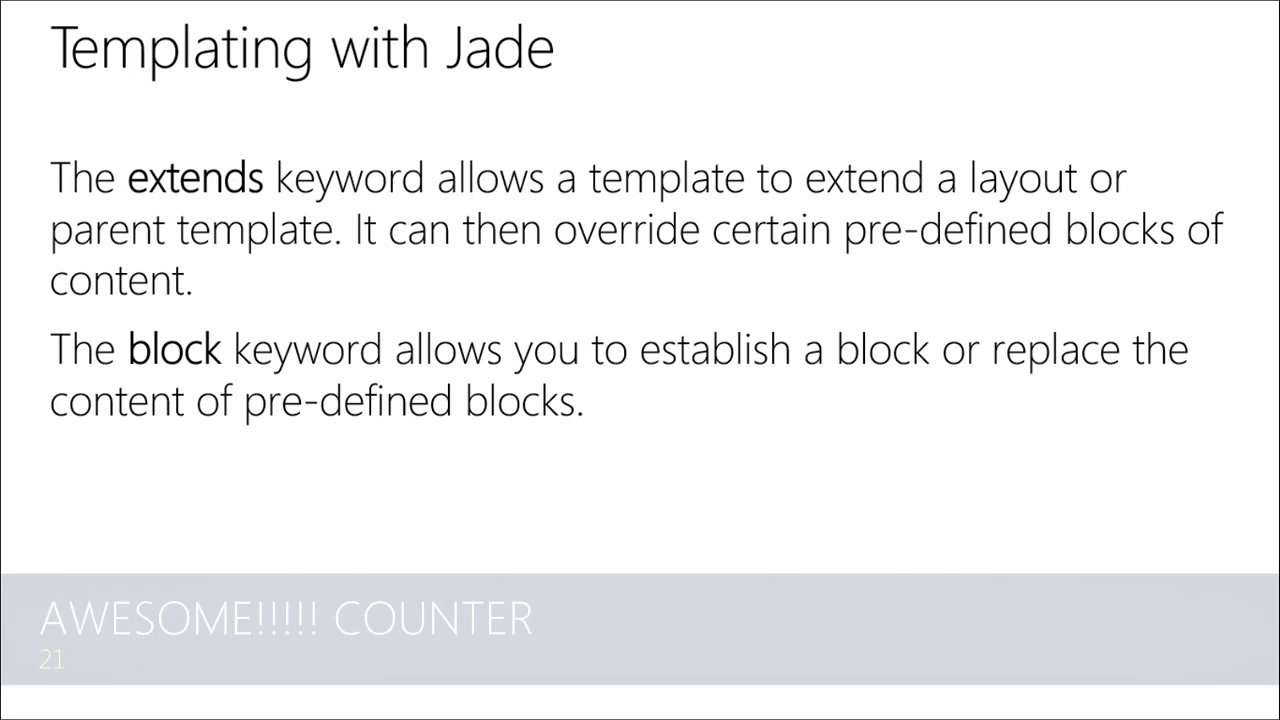 Templating with Jade
The extends keyword allows a template to extend a layout or
parent template. It can then override certain pre-defined blocks of
content.
The block keyword allows you to establish a block or replace the
content of pre-defined blocks.
AWESOME!!!!! COUNTER
21